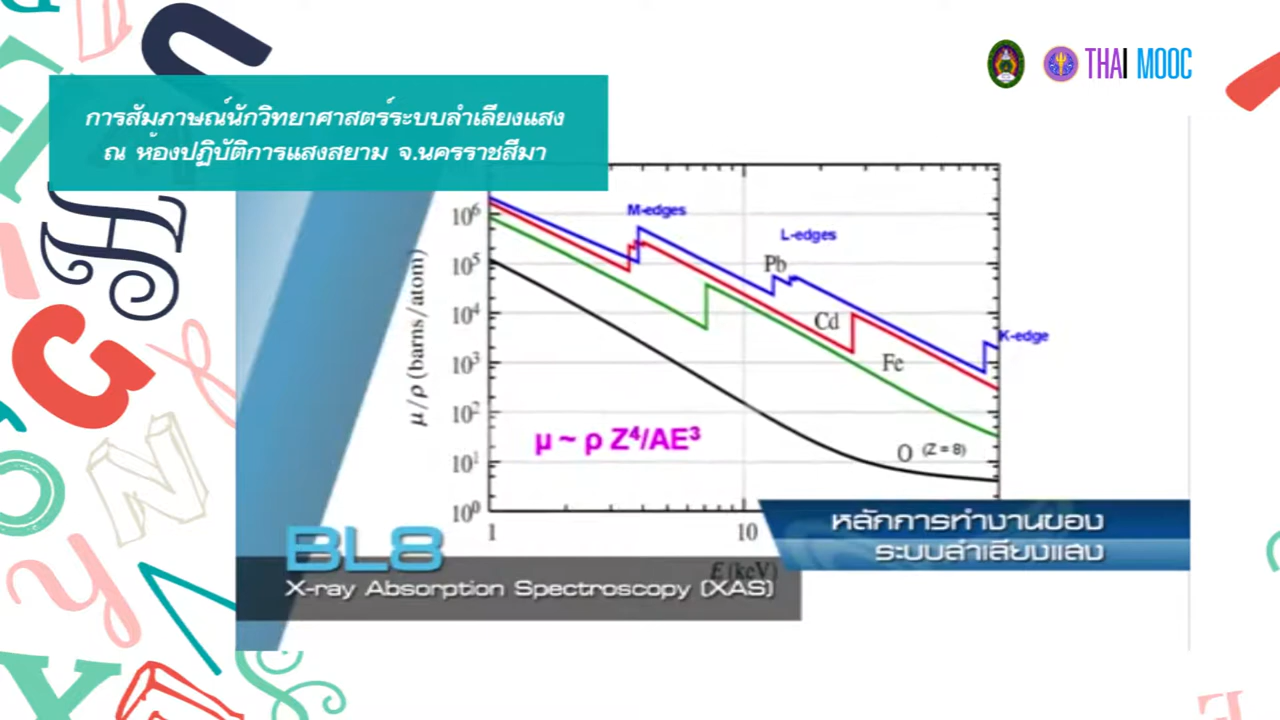 THAI MOOC
การสัมภาษณ์นักวิทยาศาสตร์ระบบลำเลียงแสง
ณ ห้องปฏิบัติการแสงสยาม จ.นครราชสีมา
10⁶
10⁵
10⁴
10³
10²
10¹
10⁰
μ/ρ (barns/atom)
M-edges
L-edges
Pb
Cd
K-edge
Fe
μ ~ ρ Z⁴/AE³
O (Z = 8)
1
10
E (keV)
หลักการทำงานของ
ระบบลำเลียงแสง
BL8
X-ray Absorption Spectroscopy (XAS)